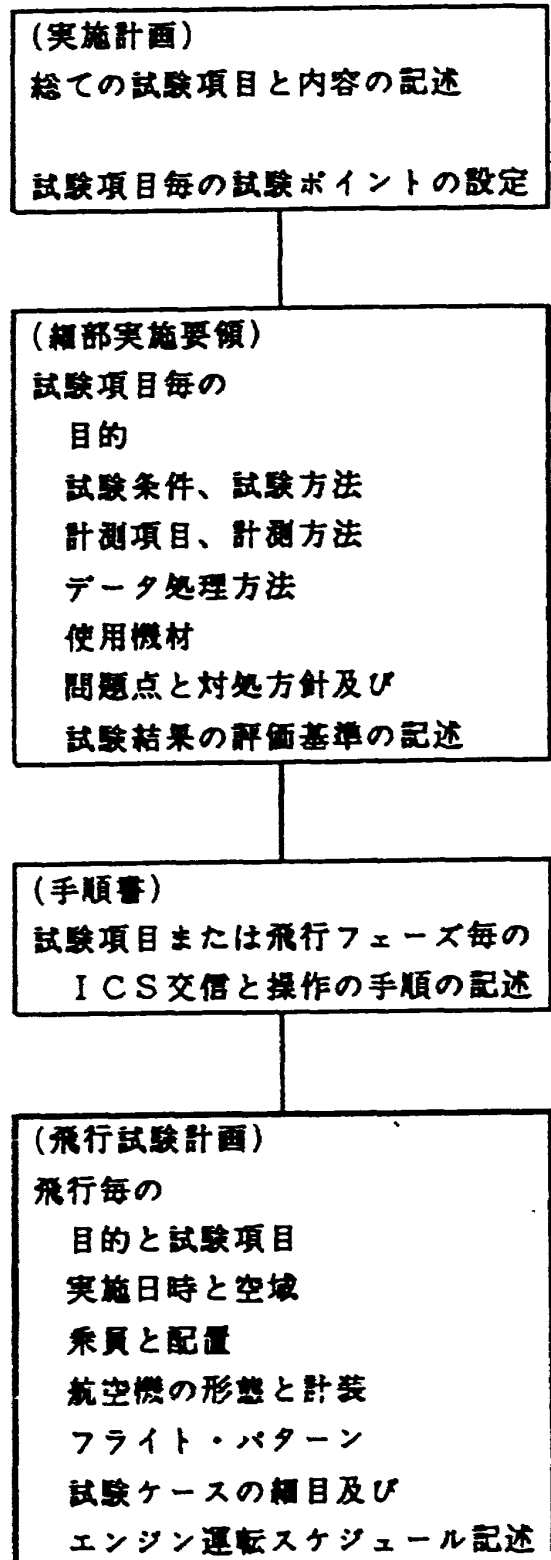 (実施計画)
総ての試験項目と内容の記述
試験項目毎の試験ポイントの設定
(細部実施要領)
試験項目毎の
目的
試験条件、試験方法
計測項目、計測方法
データ処理方法
使用機材
問題点と対処方針及び
試験結果の評価基準の記述
(手順書)
試験項目または飛行フェーズ毎の
ICS交信と操作の手順の記述
(飛行試験計画)
飛行毎の
目的と試験項目
実施日時と空域
乗員と配置
航空機の形態と計装
フライト・パターン
試験ケースの細目及び
エンジン運転スケジュール記述